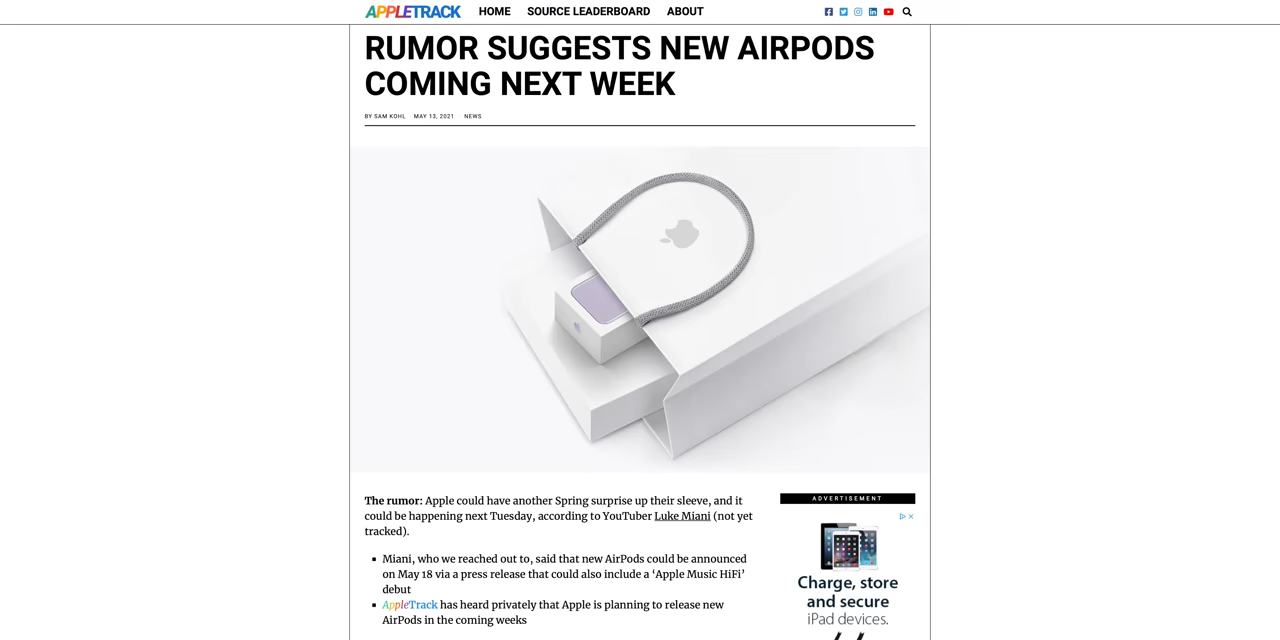 APPLETRACK HOME SOURCE LEADERBOARD ABOUT
RUMOR SUGGESTS NEW AIRPODS
COMING NEXT WEEK
BY SAM KOHL MAY 13, 2021 NEWS
The rumor: Apple could have another Spring surprise up their sleeve, and it
could be happening next Tuesday, according to YouTuber Luke Miani (not yet
tracked).
Miani, who we reached out to, said that new AirPods could be announced
on May 18 via a press release that could also include a ‘Apple Music HiFi’
debut
AppleTrack has heard privately that Apple is planning to release new
AirPods in the coming weeks
ADVERTISEMENT
Charge, store
and secure
iPad devices.